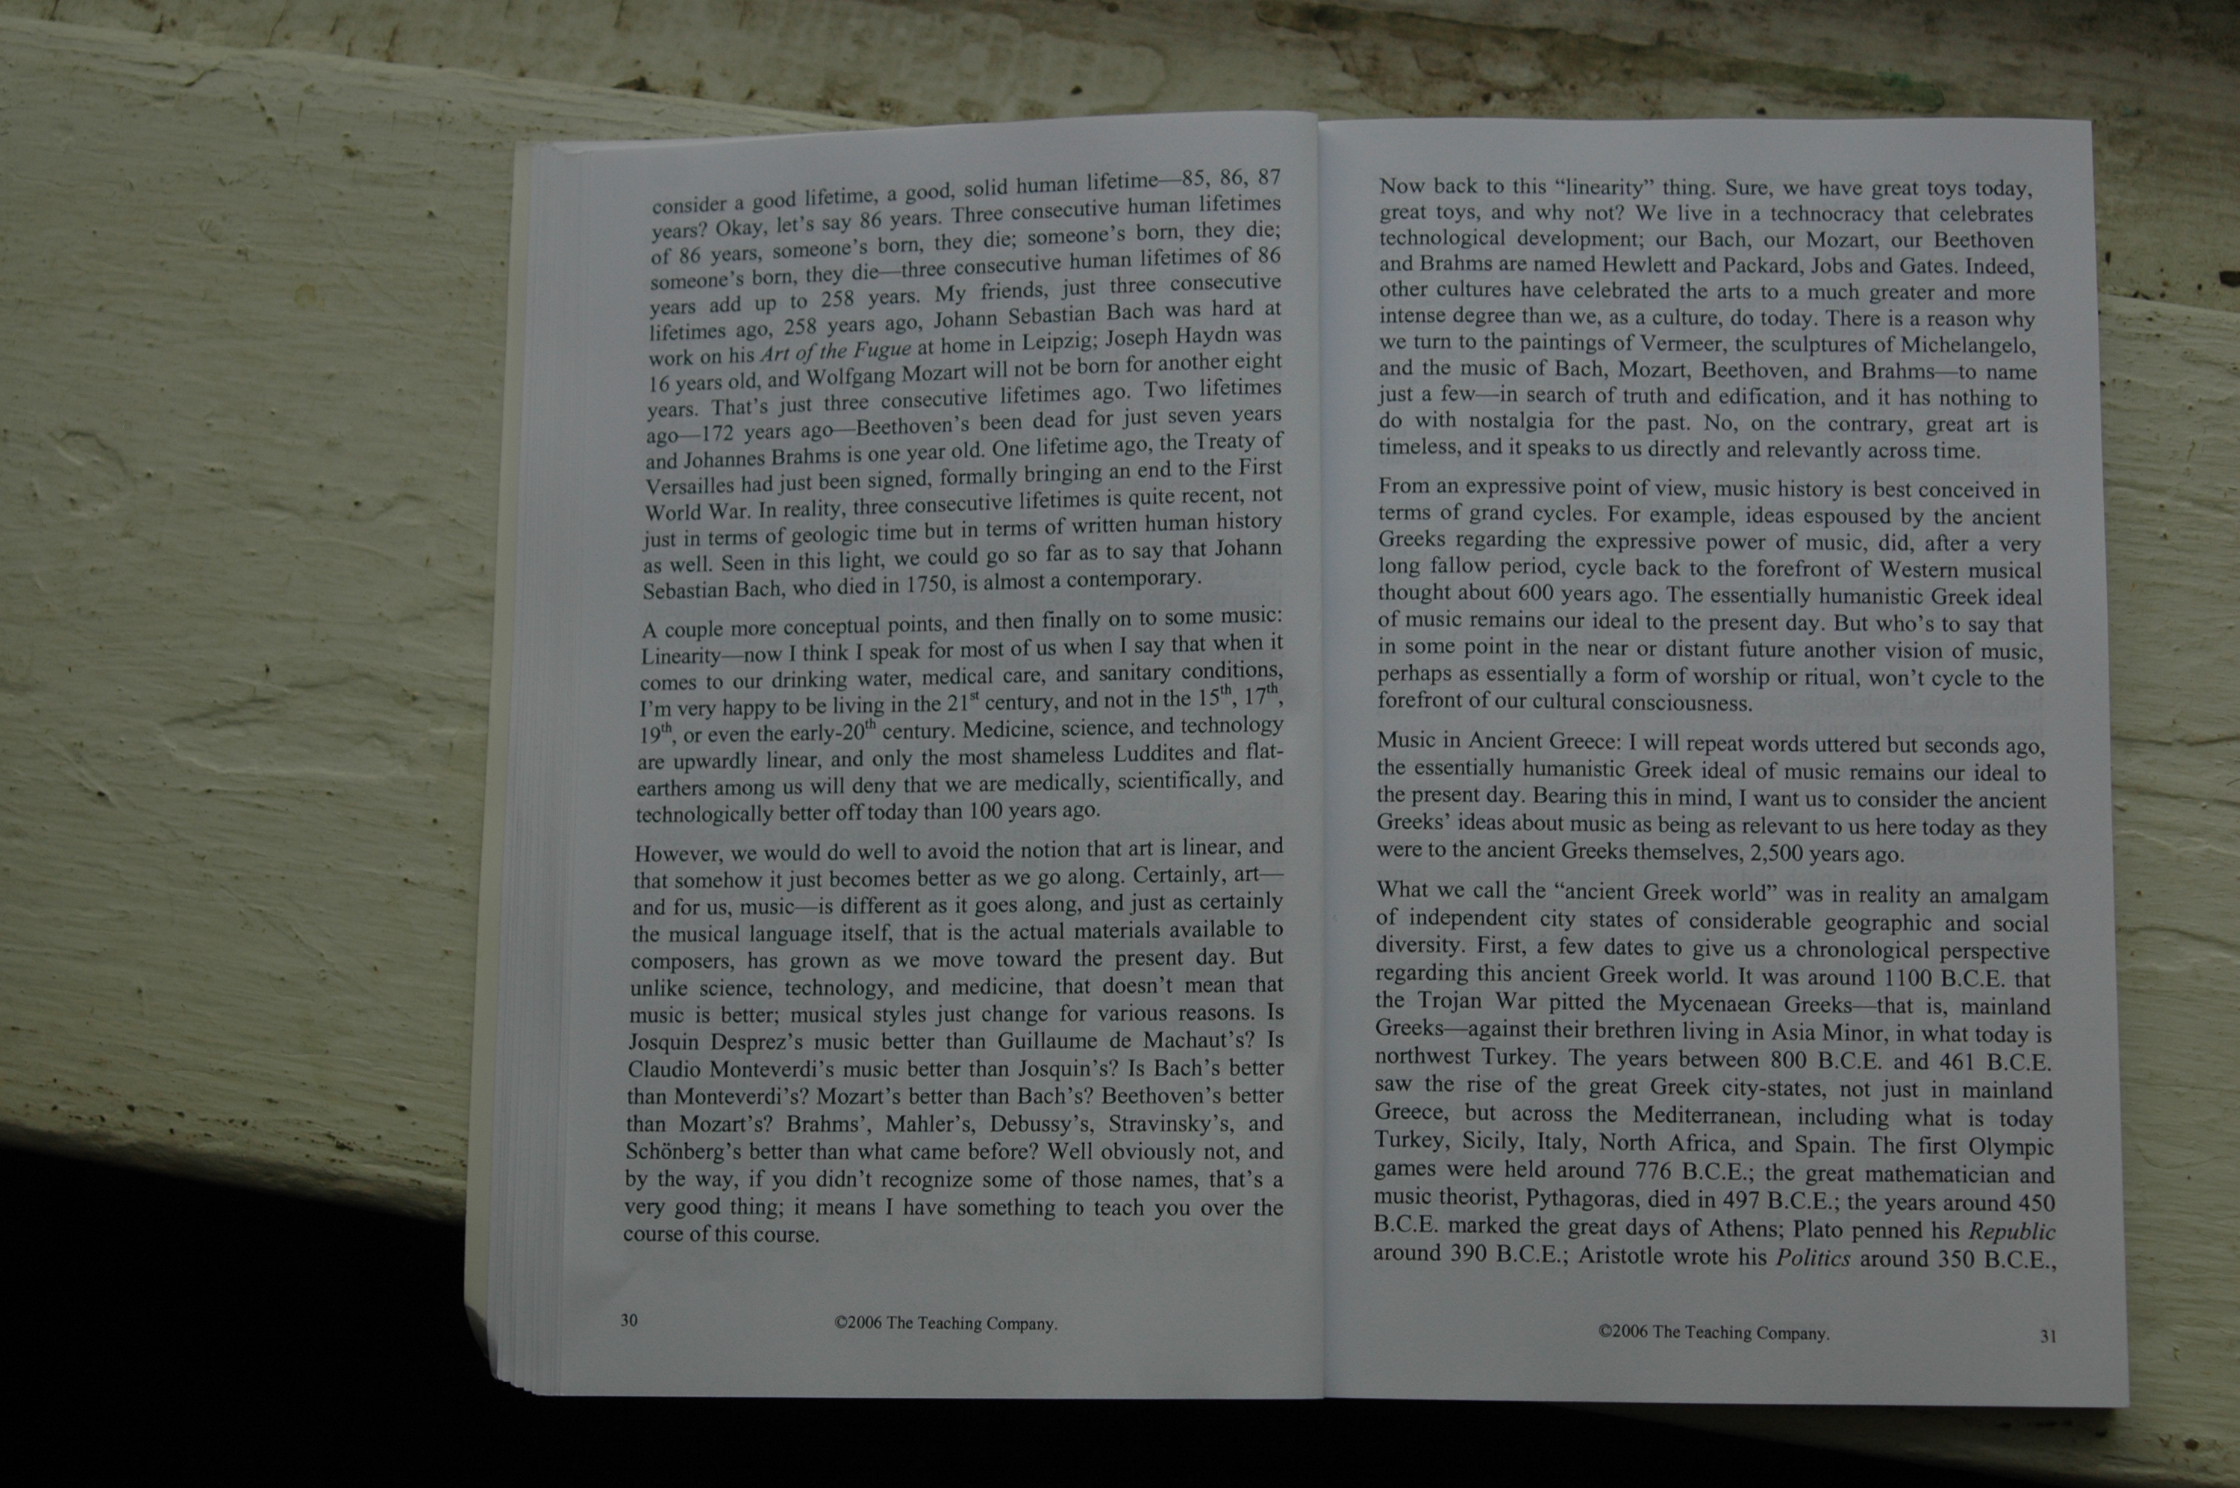 consider a good lifetime, a good, solid human lifetime—85, 86, 87
years? Okay, let's say 86 years. Three consecutive human lifetimes
of 86 years, someone's born, they die; someone's born, they die;
someone's born, they die—three consecutive human lifetimes of 86
years add up to 258 years. My friends, just three consecutive
lifetimes ago, 258 years ago, Johann Sebastian Bach was hard at
work on his Art of the Fugue at home in Leipzig; Joseph Haydn was
16 years old, and Wolfgang Mozart will not be born for another eight
years. That's just three consecutive lifetimes ago. Two lifetimes
ago—172 years ago—Beethoven's been dead for just seven years
and Johannes Brahms is one year old. One lifetime ago, the Treaty of
Versailles had just been signed, formally bringing an end to the First
World War. In reality, three consecutive lifetimes is quite recent, not
just in terms of geologic time but in terms of written human history
as well. Seen in this light, we could go so far as to say that Johann
Sebastian Bach, who died in 1750, is almost a contemporary.
A couple more conceptual points, and then finally on to some music:
Linearity—now I think I speak for most of us when I say that when it
comes to our drinking water, medical care, and sanitary conditions,
I'm very happy to be living in the 21st century, and not in the 15th, 17th,
19th, or even the early-20th century. Medicine, science, and technology
are upwardly linear, and only the most shameless Luddites and flat-
earthers among us will deny that we are medically, scientifically, and
technologically better off today than 100 years ago.
However, we would do well to avoid the notion that art is linear, and
that somehow it just becomes better as we go along. Certainly, art—
and for us, music—is different as it goes along, and just as certainly
the musical language itself, that is the actual materials available to
composers, has grown as we move toward the present day. But
unlike science, technology, and medicine, that doesn't mean that
music is better; musical styles just change for various reasons. Is
Josquin Desprez's music better than Guillaume de Machaut's? Is
Claudio Monteverdi's music better than Josquin's? Is Bach's better
than Monteverdi's? Mozart's better than Bach's? Beethoven's better
than Mozart's? Brahms', Mahler's, Debussy's, Stravinsky's, and
Schönberg's better than what came before? Well obviously not, and
by the way, if you didn't recognize some of those names, that's a
very good thing; it means I have something to teach you over the
course of this course.
30 ©2006 The Teaching Company.
Now back to this “linearity” thing. Sure, we have great toys today,
great toys, and why not? We live in a technocracy that celebrates
technological development; our Bach, our Mozart, our Beethoven
and Brahms are named Hewlett and Packard, Jobs and Gates. Indeed,
other cultures have celebrated the arts to a much greater and more
intense degree than we, as a culture, do today. There is a reason why
we turn to the paintings of Vermeer, the sculptures of Michelangelo,
and the music of Bach, Mozart, Beethoven, and Brahms—to name
just a few—in search of truth and edification, and it has nothing to
do with nostalgia for the past. No, on the contrary, great art is
timeless, and it speaks to us directly and relevantly across time.
From an expressive point of view, music history is best conceived in
terms of grand cycles. For example, ideas espoused by the ancient
Greeks regarding the expressive power of music, did, after a very
long fallow period, cycle back to the forefront of Western musical
thought about 600 years ago. The essentially humanistic Greek ideal
of music remains our ideal to the present day. But who's to say that
in some point in the near or distant future another vision of music,
perhaps as essentially a form of worship or ritual, won't cycle to the
forefront of our cultural consciousness.
Music in Ancient Greece: I will repeat words uttered but seconds ago,
the essentially humanistic Greek ideal of music remains our ideal to
the present day. Bearing this in mind, I want us to consider the ancient
Greeks' ideas about music as being as relevant to us here today as they
were to the ancient Greeks themselves, 2,500 years ago.
What we call the “ancient Greek world” was in reality an amalgam
of independent city states of considerable geographic and social
diversity. First, a few dates to give us a chronological perspective
regarding this ancient Greek world. It was around 1100 B.C.E. that
the Trojan War pitted the Mycenaean Greeks—that is, mainland
Greeks—against their brethren living in Asia Minor, in what today is
northwest Turkey. The years between 800 B.C.E. and 461 B.C.E.
saw the rise of the great Greek city-states, not just in mainland
Greece, but across the Mediterranean, including what is today
Turkey, Sicily, Italy, North Africa, and Spain. The first Olympic
games were held around 776 B.C.E.; the great mathematician and
music theorist, Pythagoras, died in 497 B.C.E.; the years around 450
B.C.E. marked the great days of Athens; Plato penned his Republic
around 390 B.C.E.; Aristotle wrote his Politics around 350 B.C.E.,
©2006 The Teaching Company. 31